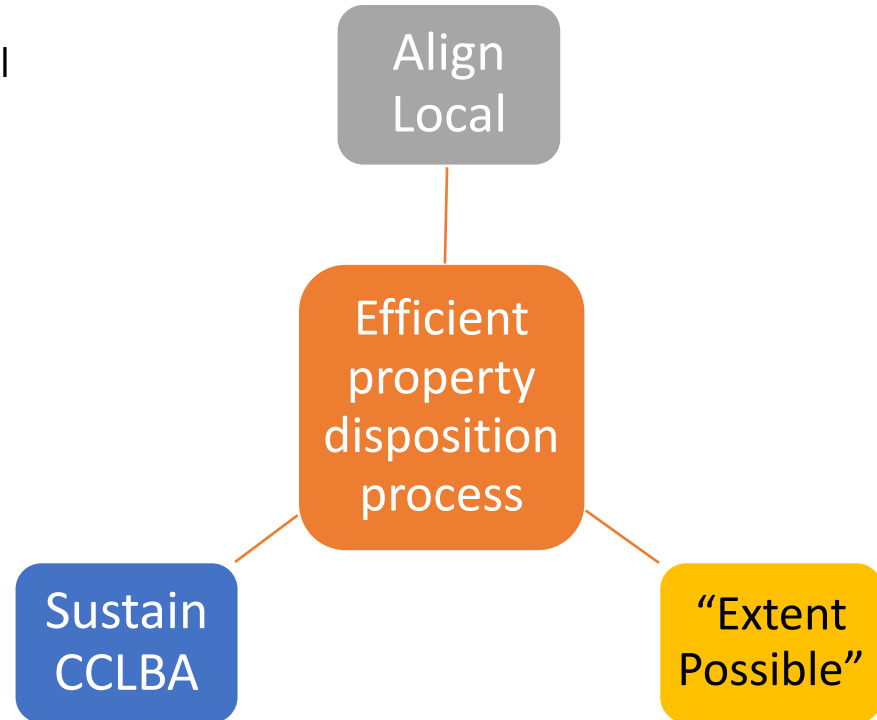 Align
Local
Efficient
property
disposition
process
Sustain
CCLBA
“Extent
Possible”